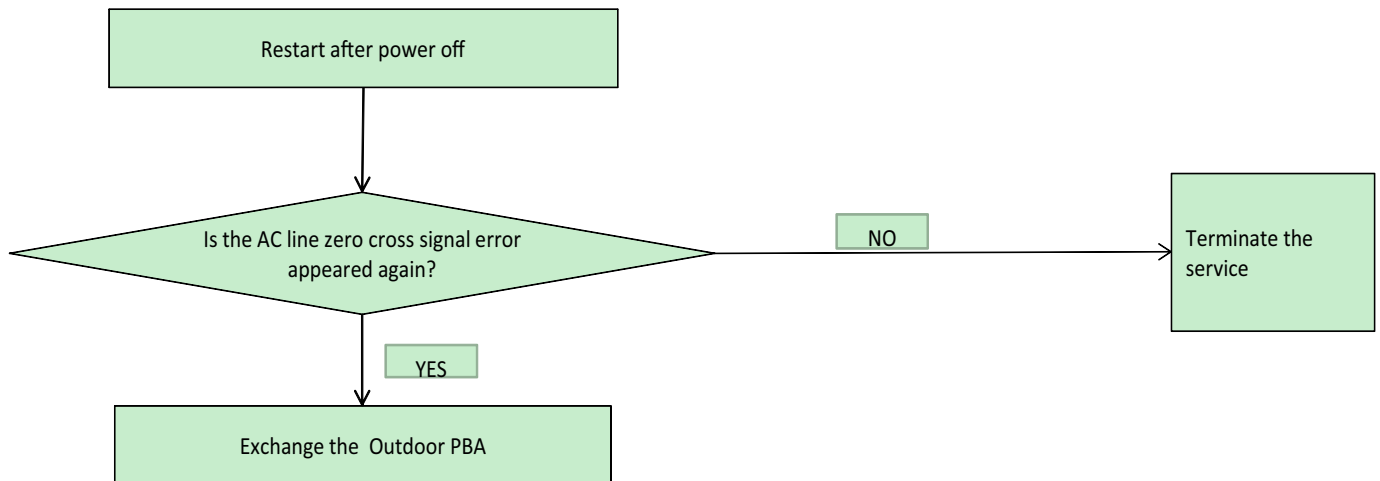 Restart after power off
Is the AC line zero cross signal error
appeared again?
NO
Terminate the
service
YES
Exchange the  Outdoor PBA